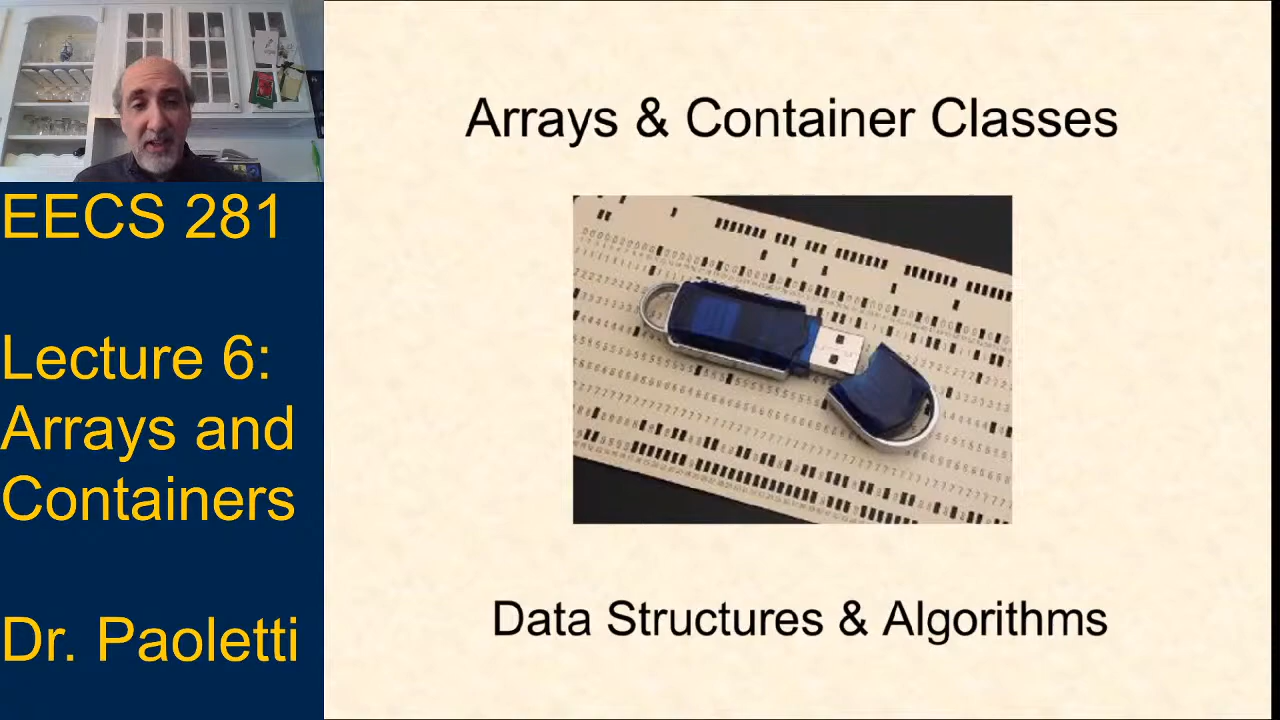 EECS 281
Lecture 6:
Arrays and
Containers
Dr. Paoletti
Arrays & Container Classes
Data Structures & Algorithms